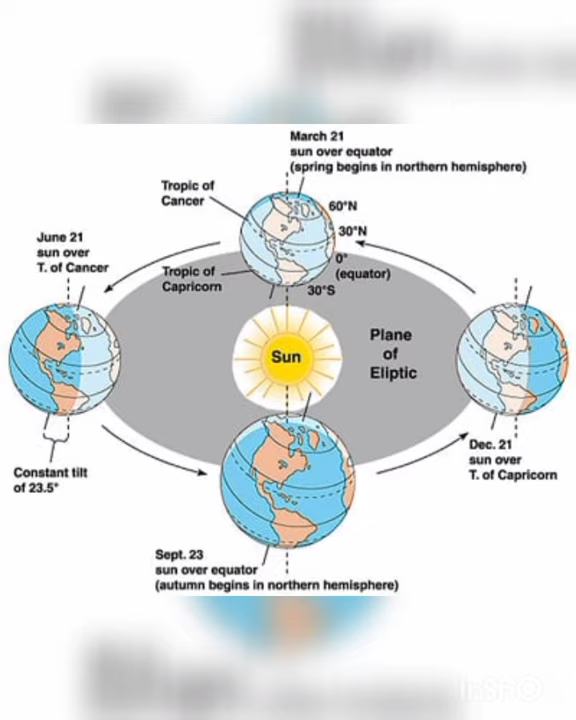 March 21
sun over equator
(spring begins in northern hemisphere)
Tropic of
Cancer
60°N
30°N
0°
(equator)
30°S
June 21
sun over
T. of Cancer
Tropic of
Capricorn
Sun
Plane
of
Eliptic
Constant tilt
of 23.5°
Dec. 21
sun over
T. of Capricorn
Sept. 23
sun over equator
(autumn begins in northern hemisphere)